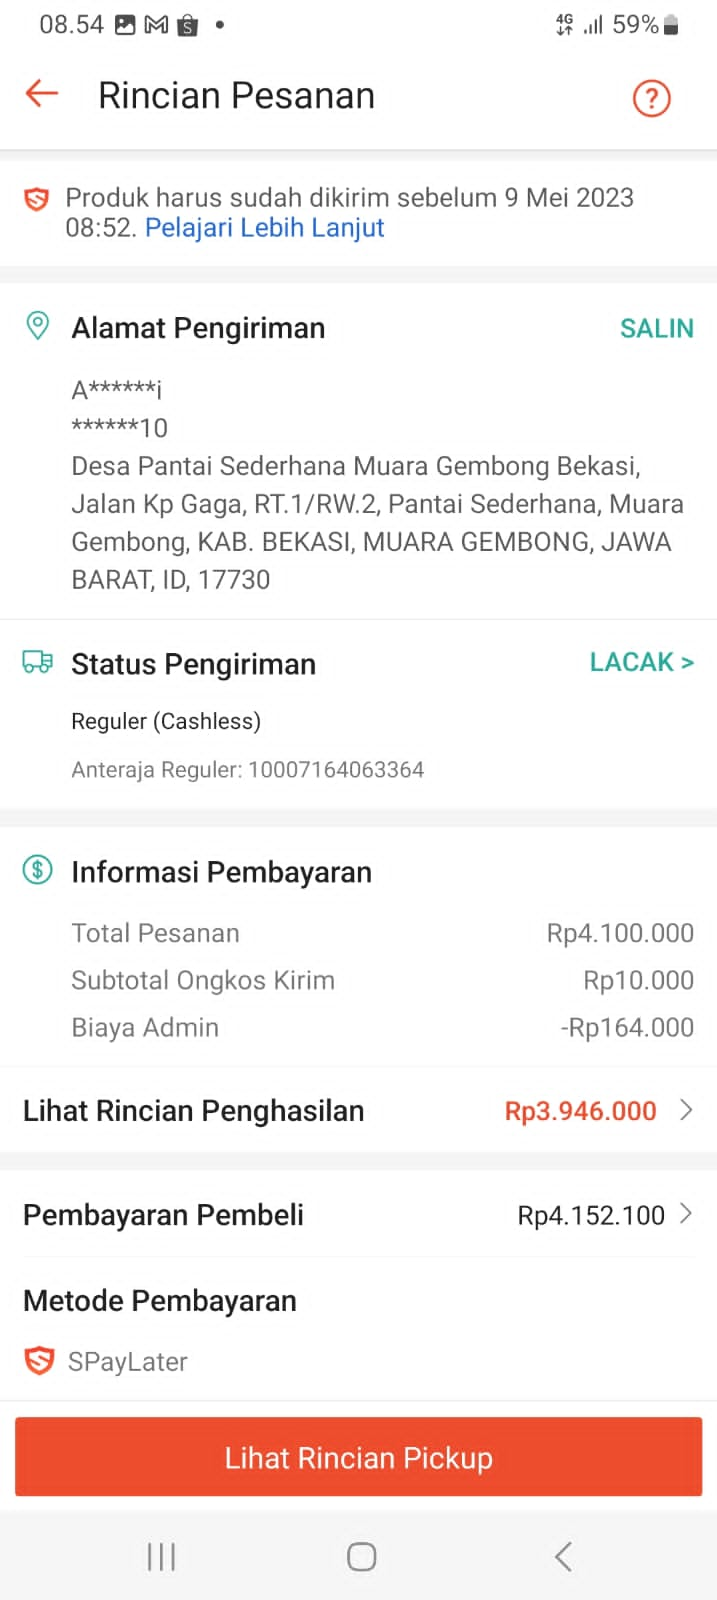 08.54
4G 59%
Rincian Pesanan
Produk harus sudah dikirim sebelum 9 Mei 2023
08:52. Pelajari Lebih Lanjut
Alamat Pengiriman SALIN
A******i
******10
Desa Pantai Sederhana Muara Gembong Bekasi,
Jalan Kp Gaga, RT.1/RW.2, Pantai Sederhana, Muara
Gembong, KAB. BEKASI, MUARA GEMBONG, JAWA
BARAT, ID, 17730
Status Pengiriman LACAK >
Reguler (Cashless)
Anteraja Reguler: 10007164063364
Informasi Pembayaran
Total Pesanan Rp4.100.000
Subtotal Ongkos Kirim Rp10.000
Biaya Admin -Rp164.000
Lihat Rincian Penghasilan Rp3.946.000
Pembayaran Pembeli Rp4.152.100
Metode Pembayaran
SPayLater
Lihat Rincian Pickup